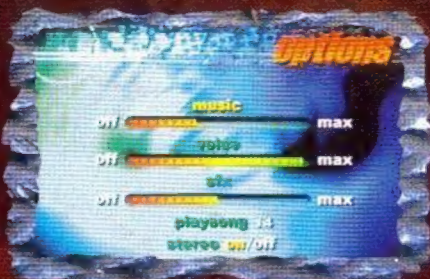 options
music
off max
voice
off max
sfx
off max
playsong 14
stereo on/off